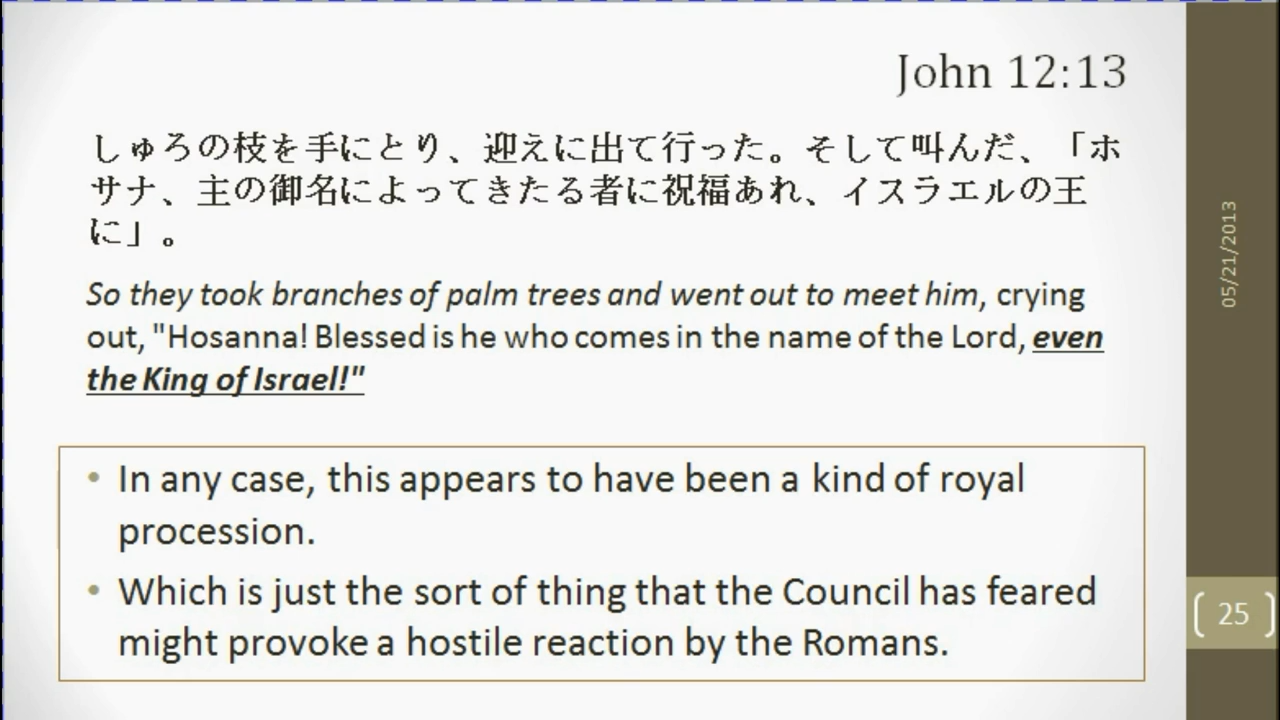 John 12:13
しゅろの枝を手にとり、迎えに出て行った。そして叫んだ、「ホ
サナ、主の御名によってきたる者に祝福あれ、イスラエルの王
に」。
So they took branches of palm trees and went out to meet him, crying
out, "Hosanna! Blessed is he who comes in the name of the Lord, even
the King of Israel!"
• In any case, this appears to have been a kind of royal
procession.
• Which is just the sort of thing that the Council has feared
might provoke a hostile reaction by the Romans.
05/21/2013
25